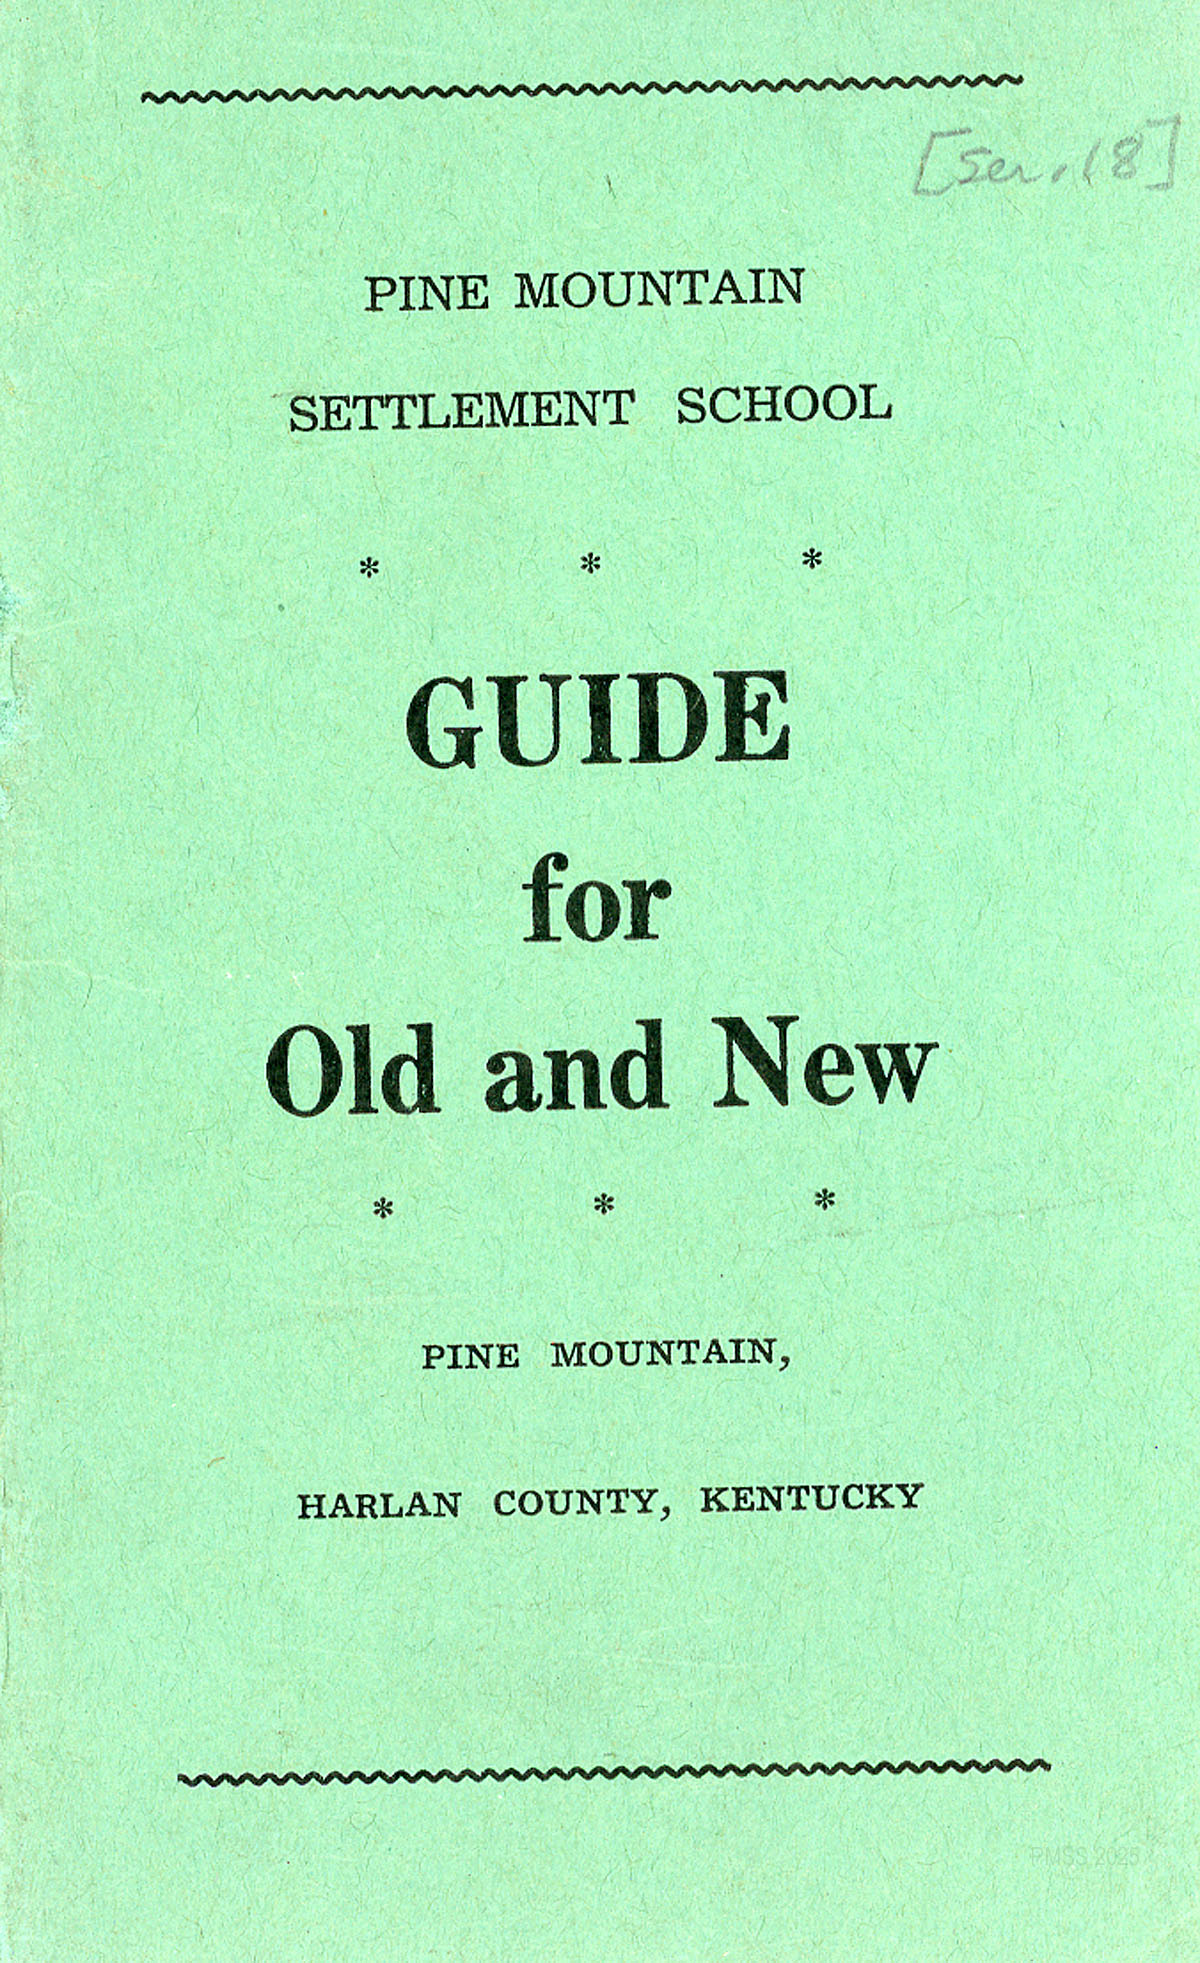 [ser. 18]
PINE MOUNTAIN
SETTLEMENT SCHOOL
* * *
GUIDE
for
Old and New
* * *
PINE MOUNTAIN,
HARLAN COUNTY, KENTUCKY
PMSS 2025